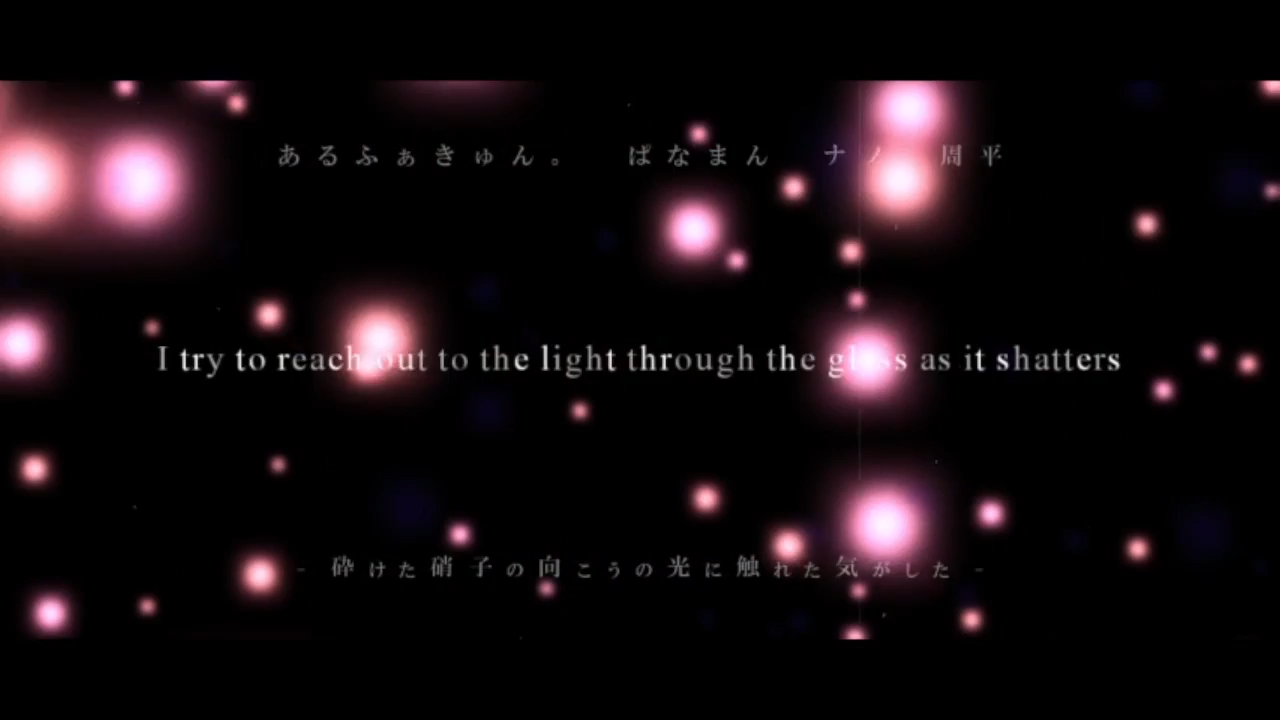 あるふぁきゅん。 ぱなまん ナノ 周平
I try to reach out to the light through the glass as it shatters
- 砕けた硝子の向こうの光に触れた気がした -